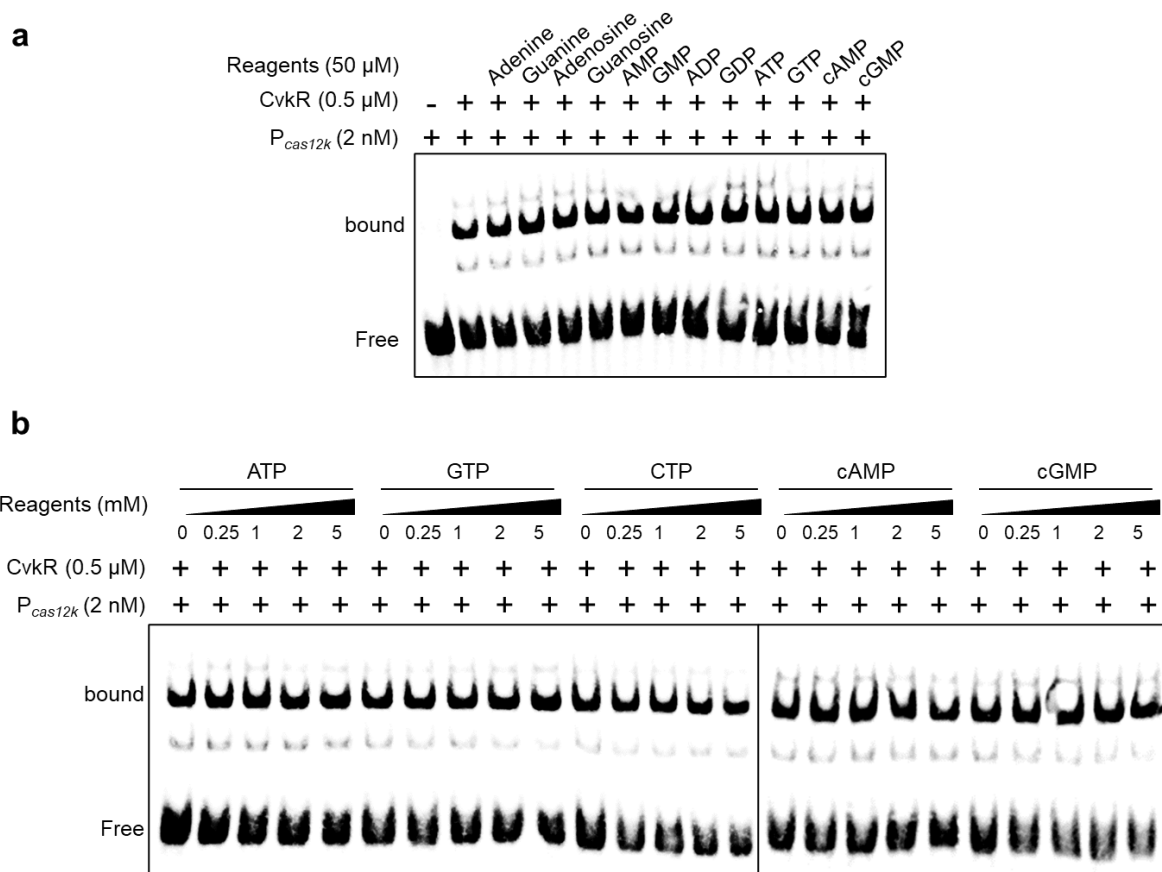 a
Reagents (50 µM) Adenine Guanine Adenosine Guanosine AMP GMP ADP GDP ATP GTP cAMP cGMP
CvkR (0.5 µM) - + + + + + + + + + + + + +
Pcas12k (2 nM) + + + + + + + + + + + + + +
bound
Free
b
ATP GTP CTP cAMP cGMP
Reagents (mM)
0 0.25 1 2 5 0 0.25 1 2 5 0 0.25 1 2 5 0 0.25 1 2 5 0 0.25 1 2 5
CvkR (0.5 µM) + + + + + + + + + + + + + + + + + + + + + + + + +
Pcas12k (2 nM) + + + + + + + + + + + + + + + + + + + + + + + + +
bound
Free